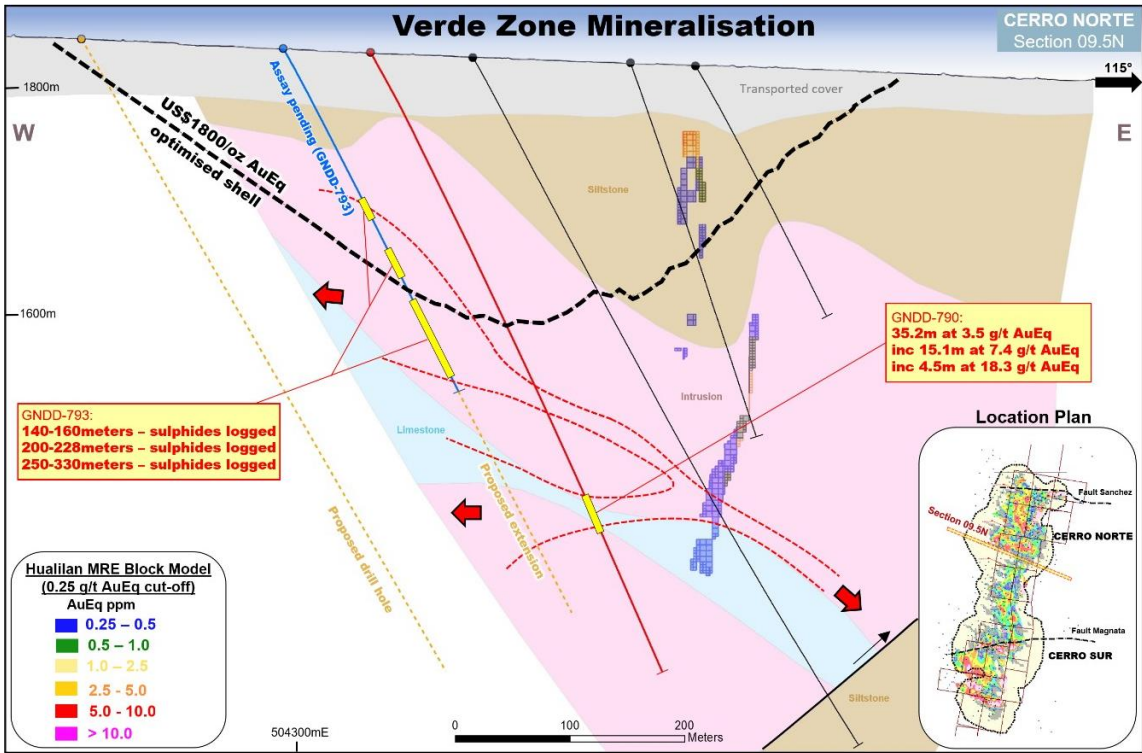 Verde Zone Mineralisation
CERRO NORTE
Section 09.5N
115°
1800m
W
E
Transported cover
US$1800/oz AuEq
optimised shell
Assay pending (GNDD-793)
Siltstone
1600m
GNDD-790:
35.2m at 3.5 g/t AuEq
inc 15.1m at 7.4 g/t AuEq
inc 4.5m at 18.3 g/t AuEq
Intrusion
GNDD-793:
140-160meters – sulphides logged
200-228meters – sulphides logged
250-330meters – sulphides logged
Limestone
Proposed extension
Proposed drill hole
Location Plan
Fault Sanchez
Section 09.5N
CERRO NORTE
Fault Magnata
CERRO SUR
Hualilan MRE Block Model
(0.25 g/t AuEq cut-off)
AuEq ppm
0.25 – 0.5
0.5 – 1.0
1.0 – 2.5
2.5 - 5.0
5.0 - 10.0
> 10.0
Siltstone
0 100 200
Meters
504300mE